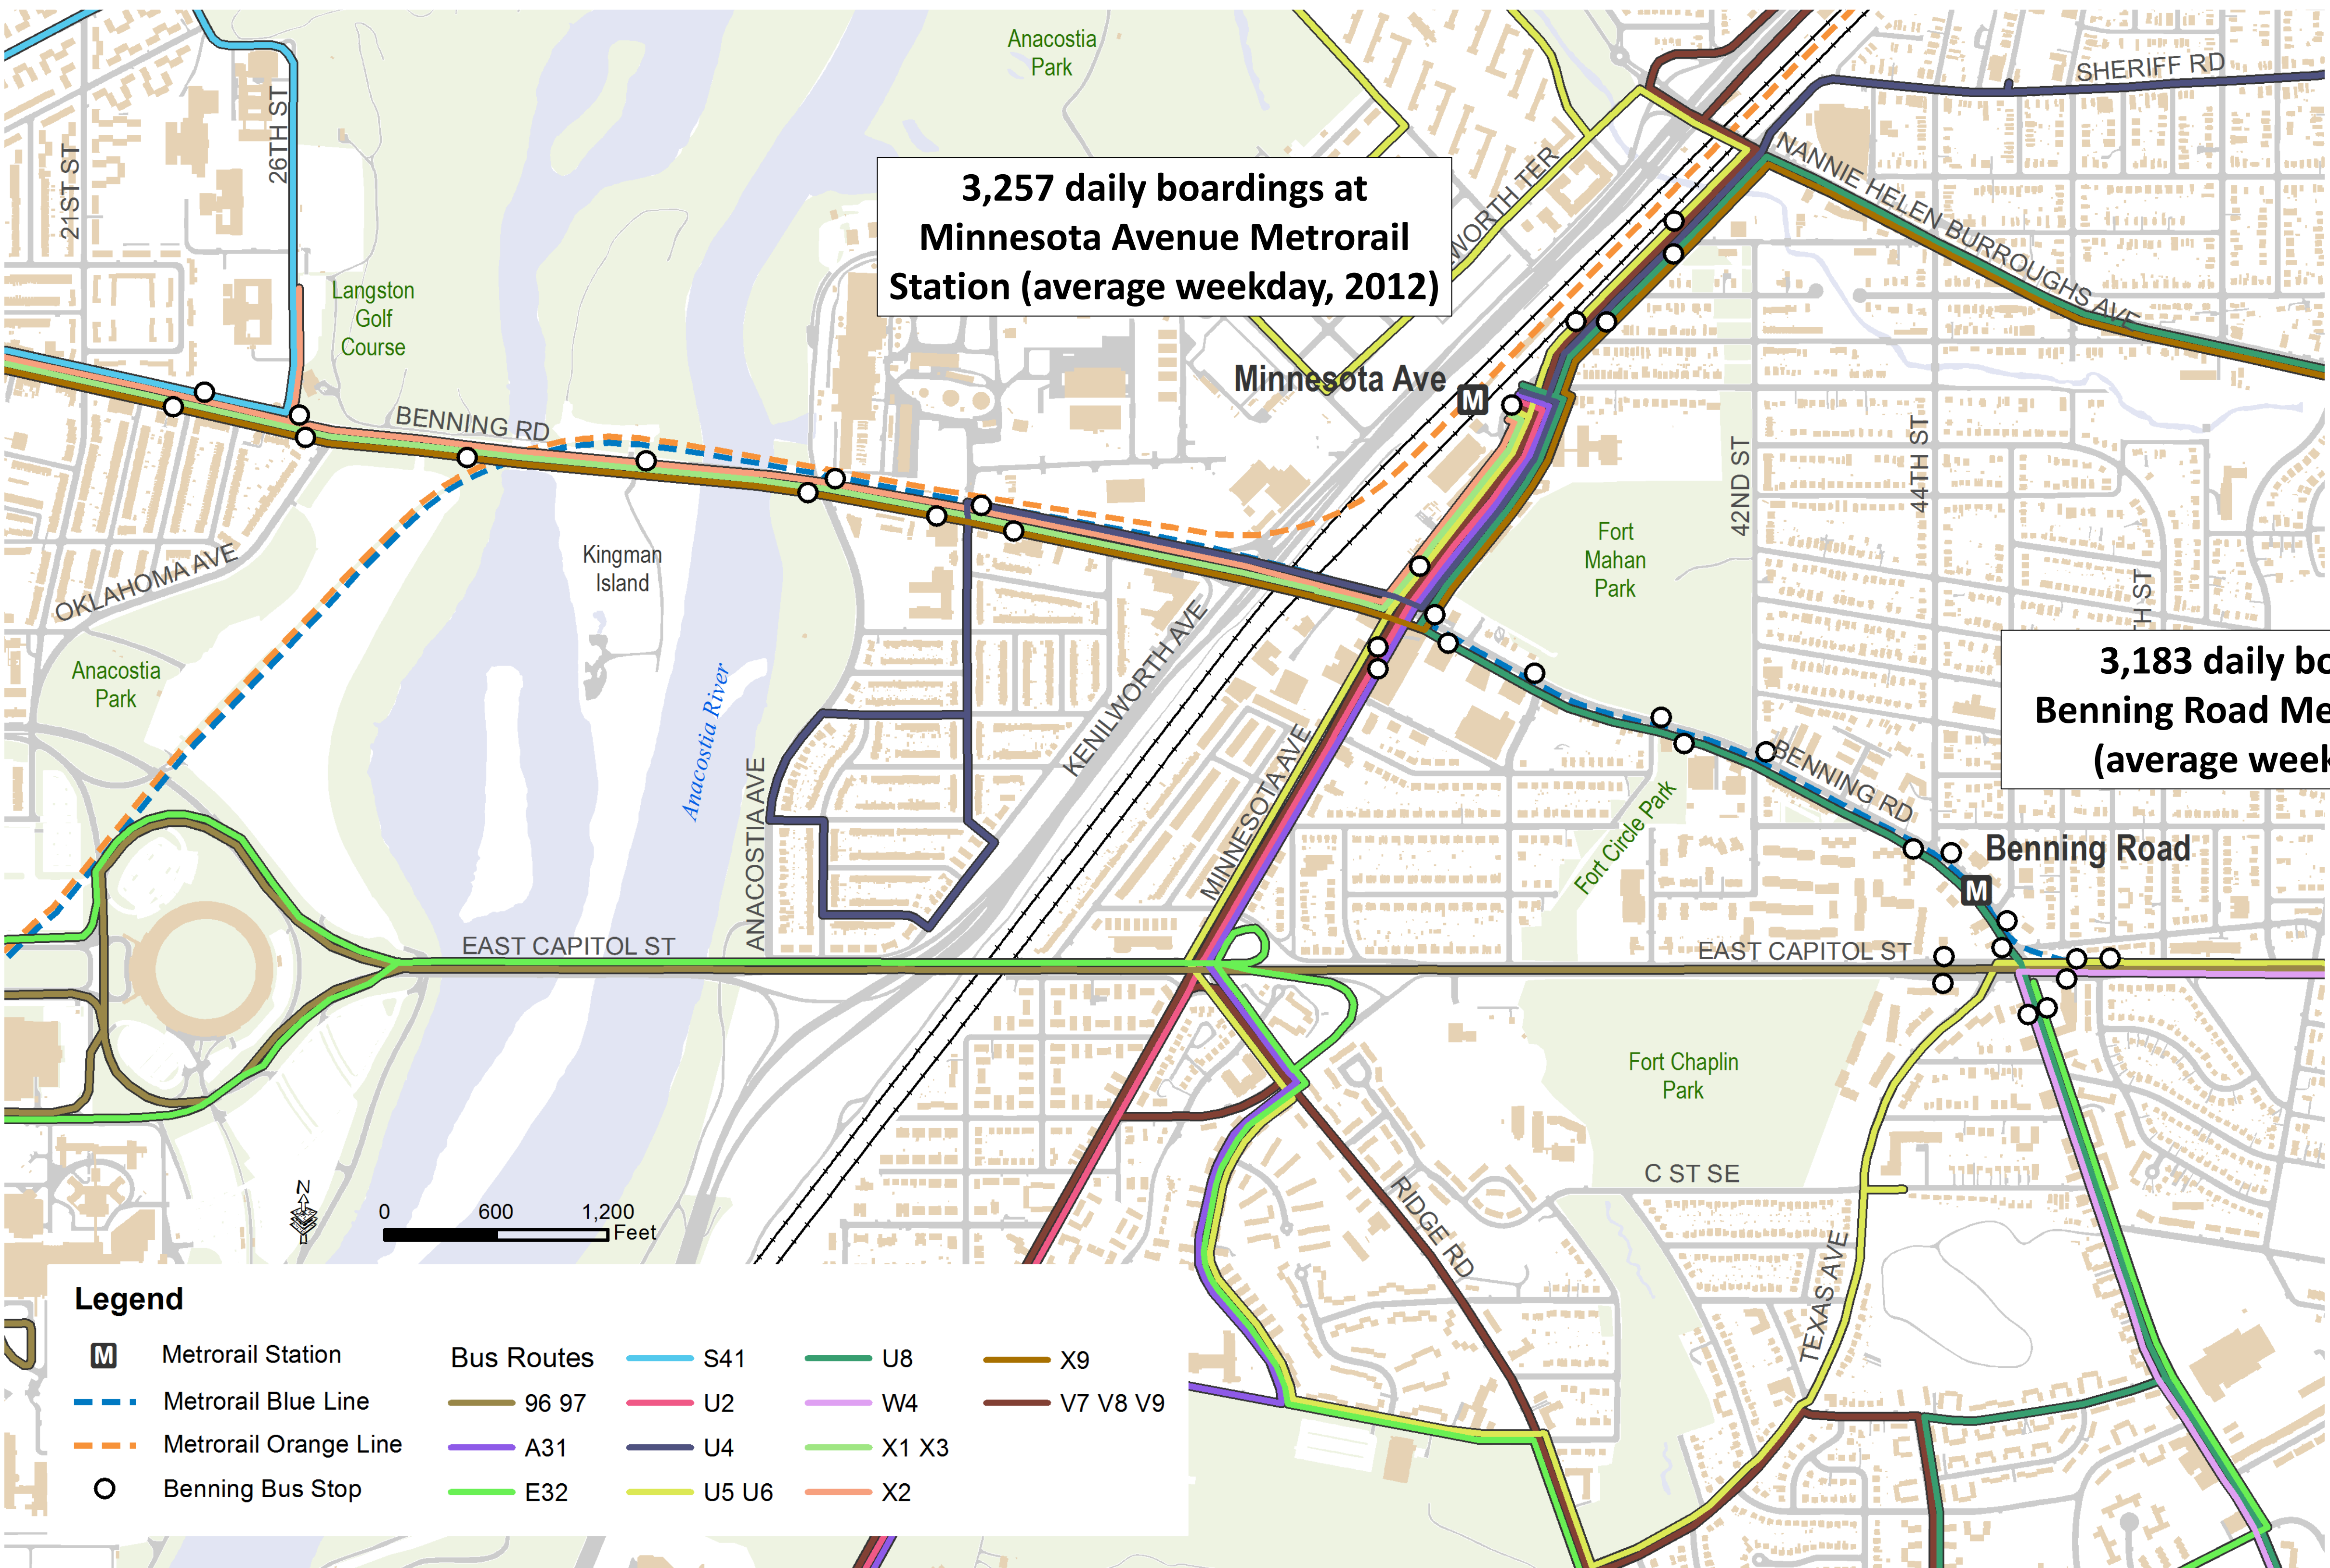 Anacostia
Park
SHERIFF RD
26TH ST
21ST ST
NANNIE HELEN BURROUGHS AVE
3,257 daily boardings at
Minnesota Avenue Metrorail
Station (average weekday, 2012)
Langston
Golf
Course
Minnesota Ave
M
BENNING RD
42ND ST
44TH ST
Fort
Mahan
Park
Kingman
Island
OKLAHOMA AVE
KENILWORTH AVE
Anacostia
Park
Anacostia River
3,183 daily
Benning Road
(average
ANACOSTIA AVE
MINNESOTA AVE
BENNING RD
Fort Circle Park
Benning Road
M
EAST CAPITOL ST
EAST CAPITOL ST
Fort Chaplin
Park
C ST SE
RIDGE RD
TEXAS AVE
N
0 600 1,200
Feet
Legend
M Metrorail Station
Metrorail Blue Line
Metrorail Orange Line
Benning Bus Stop
Bus Routes
96 97
A31
E32
S41
U2
U4
U5 U6
U8
W4
X1 X3
X2
X9
V7 V8 V9